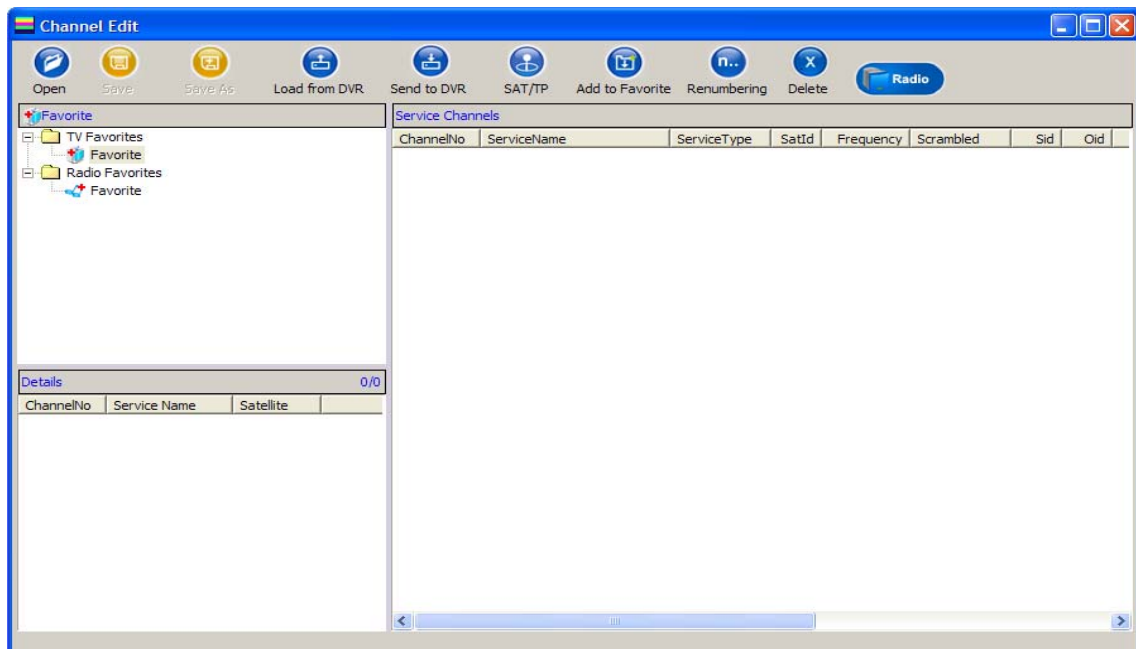 Channel Edit
Open Save Save As Load from DVR Send to DVR SAT/TP Add to Favorite n.. Renumbering X Delete Radio
Favorite
TV Favorites
Favorite
Radio Favorites
Favorite
Details 0/0
ChannelNo Service Name Satellite
Service Channels
ChannelNo ServiceName ServiceType SatId Frequency Scrambled Sid Oid